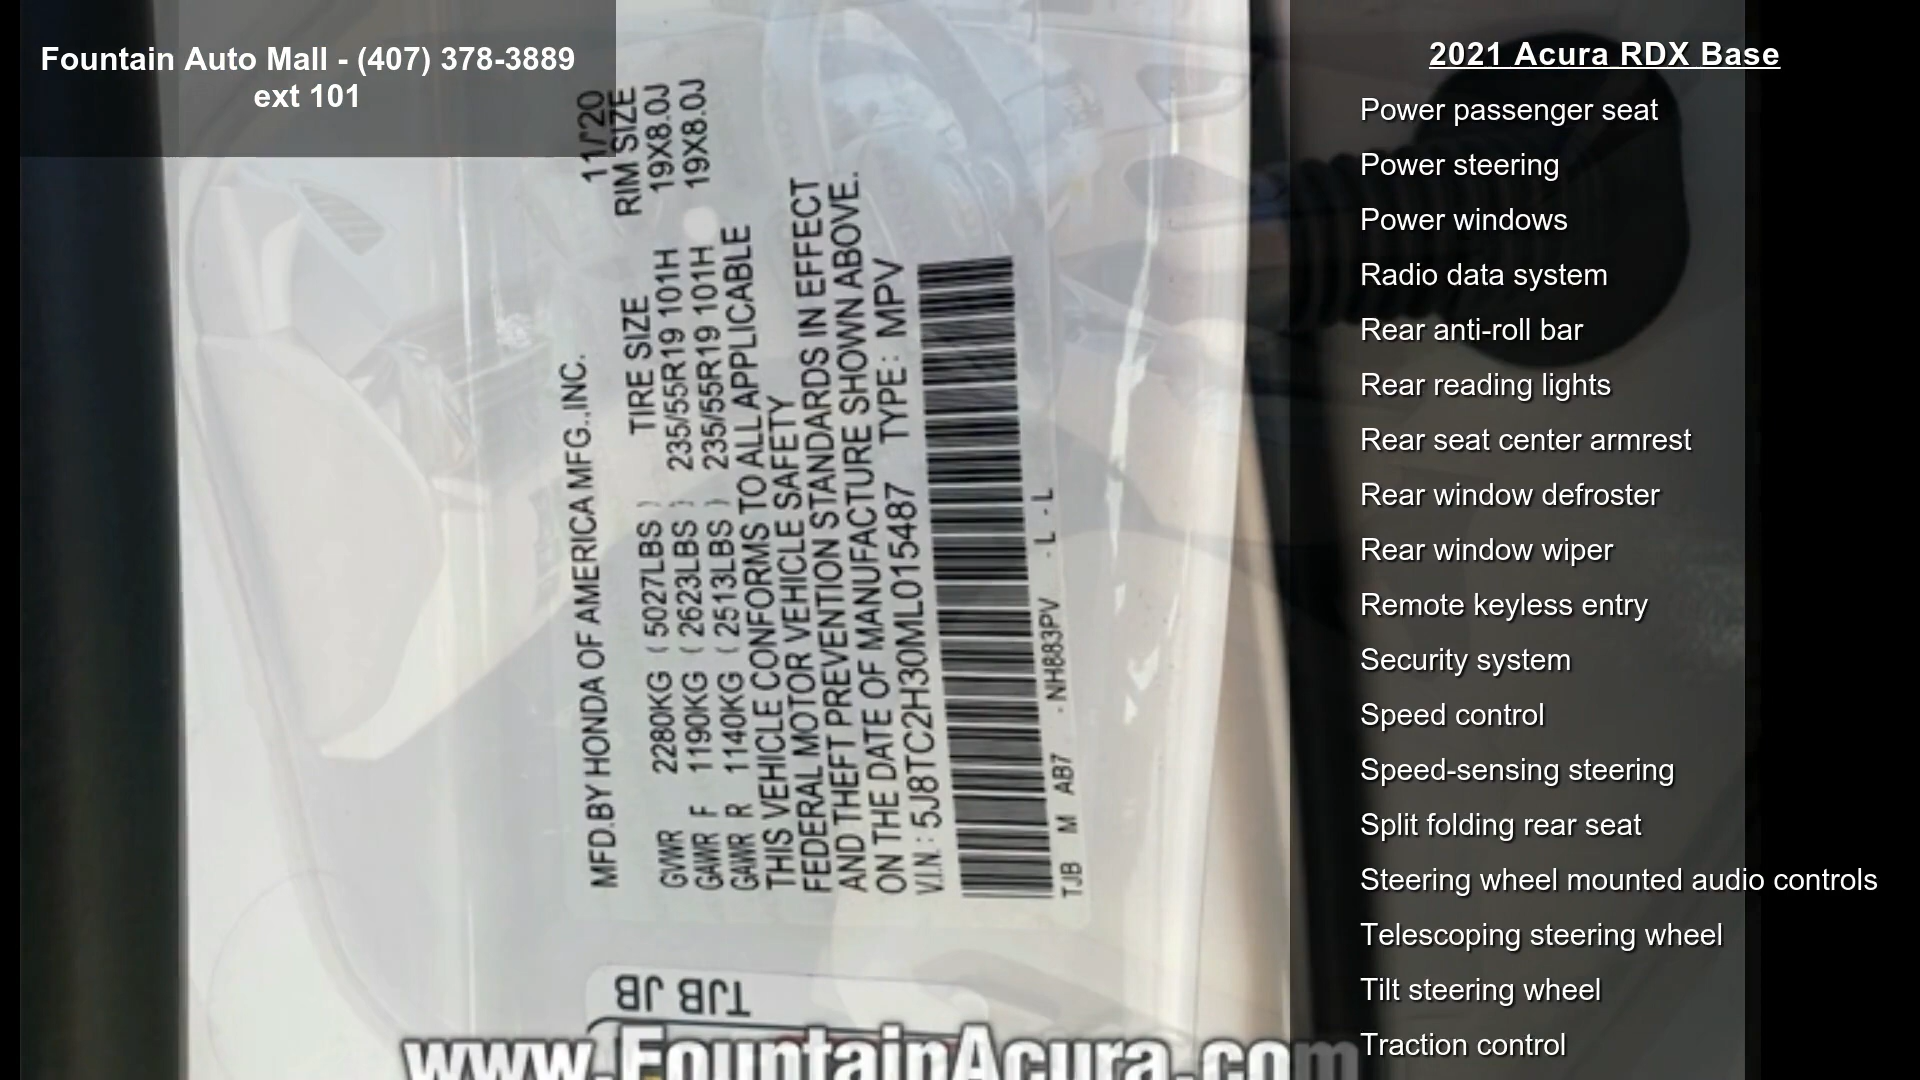 Fountain Auto Mall - (407) 378-3889
ext 101
MFD.BY HONDA OF AMERICA MFG.,INC. 11/'20
TIRE SIZE RIM SIZE
GVWR 2280KG ( 5027LBS ) 235/55R19 101H 19X8.0J
GAWR F 1190KG ( 2623LBS ) 235/55R19 101H 19X8.0J
GAWR R 1140KG ( 2513LBS )
THIS VEHICLE CONFORMS TO ALL APPLICABLE
FEDERAL MOTOR VEHICLE SAFETY
AND THEFT PREVENTION STANDARDS IN EFFECT
ON THE DATE OF MANUFACTURE SHOWN ABOVE.
V.I.N.: 5J8TC2H30ML015487 TYPE: MPV
TJB M AB7 - NH883PV - L - L
TJB JB
www.FountainAcura.com
2021 Acura RDX Base
Power passenger seat
Power steering
Power windows
Radio data system
Rear anti-roll bar
Rear reading lights
Rear seat center armrest
Rear window defroster
Rear window wiper
Remote keyless entry
Security system
Speed control
Speed-sensing steering
Split folding rear seat
Steering wheel mounted audio controls
Telescoping steering wheel
Tilt steering wheel
Traction control